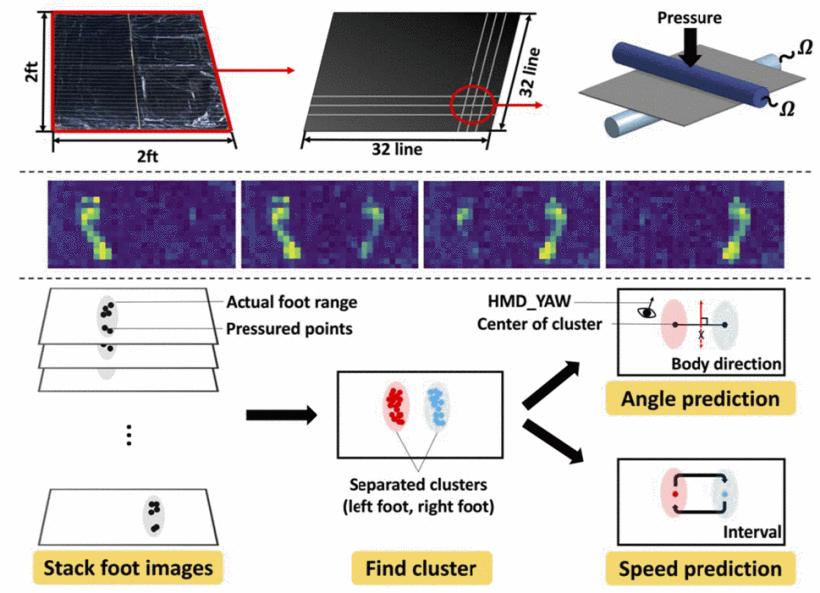 2ft
2ft
32 line
32 line
Pressure
Ω
Ω
Actual foot range
Pressured points
Stack foot images
Separated clusters
(left foot, right foot)
Find cluster
HMD_YAW
Center of cluster
X
Body direction
Angle prediction
Interval
Speed prediction